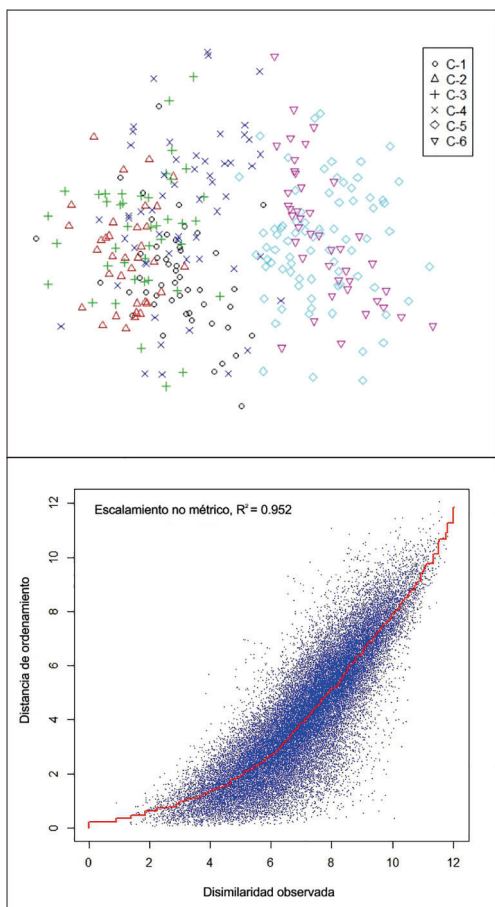 C-1
C-2
C-3
C-4
C-5
C-6
Escalamiento no métrico, R² = 0.952
Distancia de ordenamiento
12
10
8
6
4
2
0
0 2 4 6 8 10 12
Disimilaridad observada